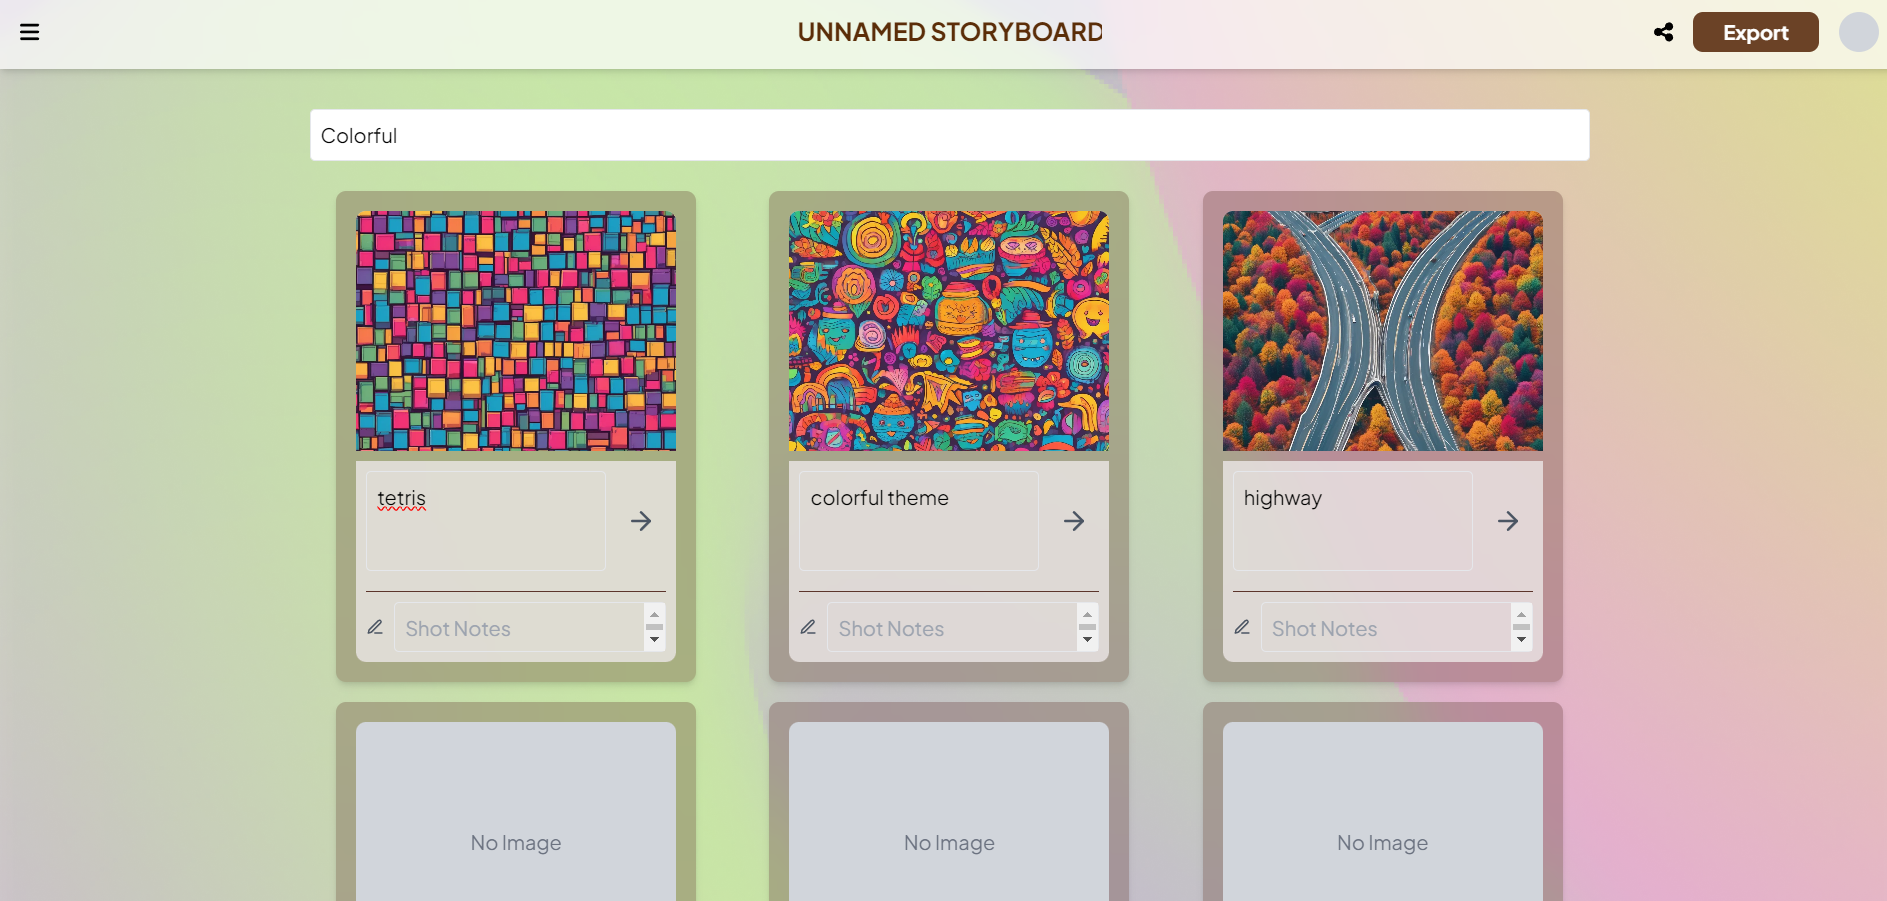 UNNAMED STORYBOARD
Export
Colorful
tetris
colorful theme
highway
Shot Notes
Shot Notes
Shot Notes
No Image
No Image
No Image